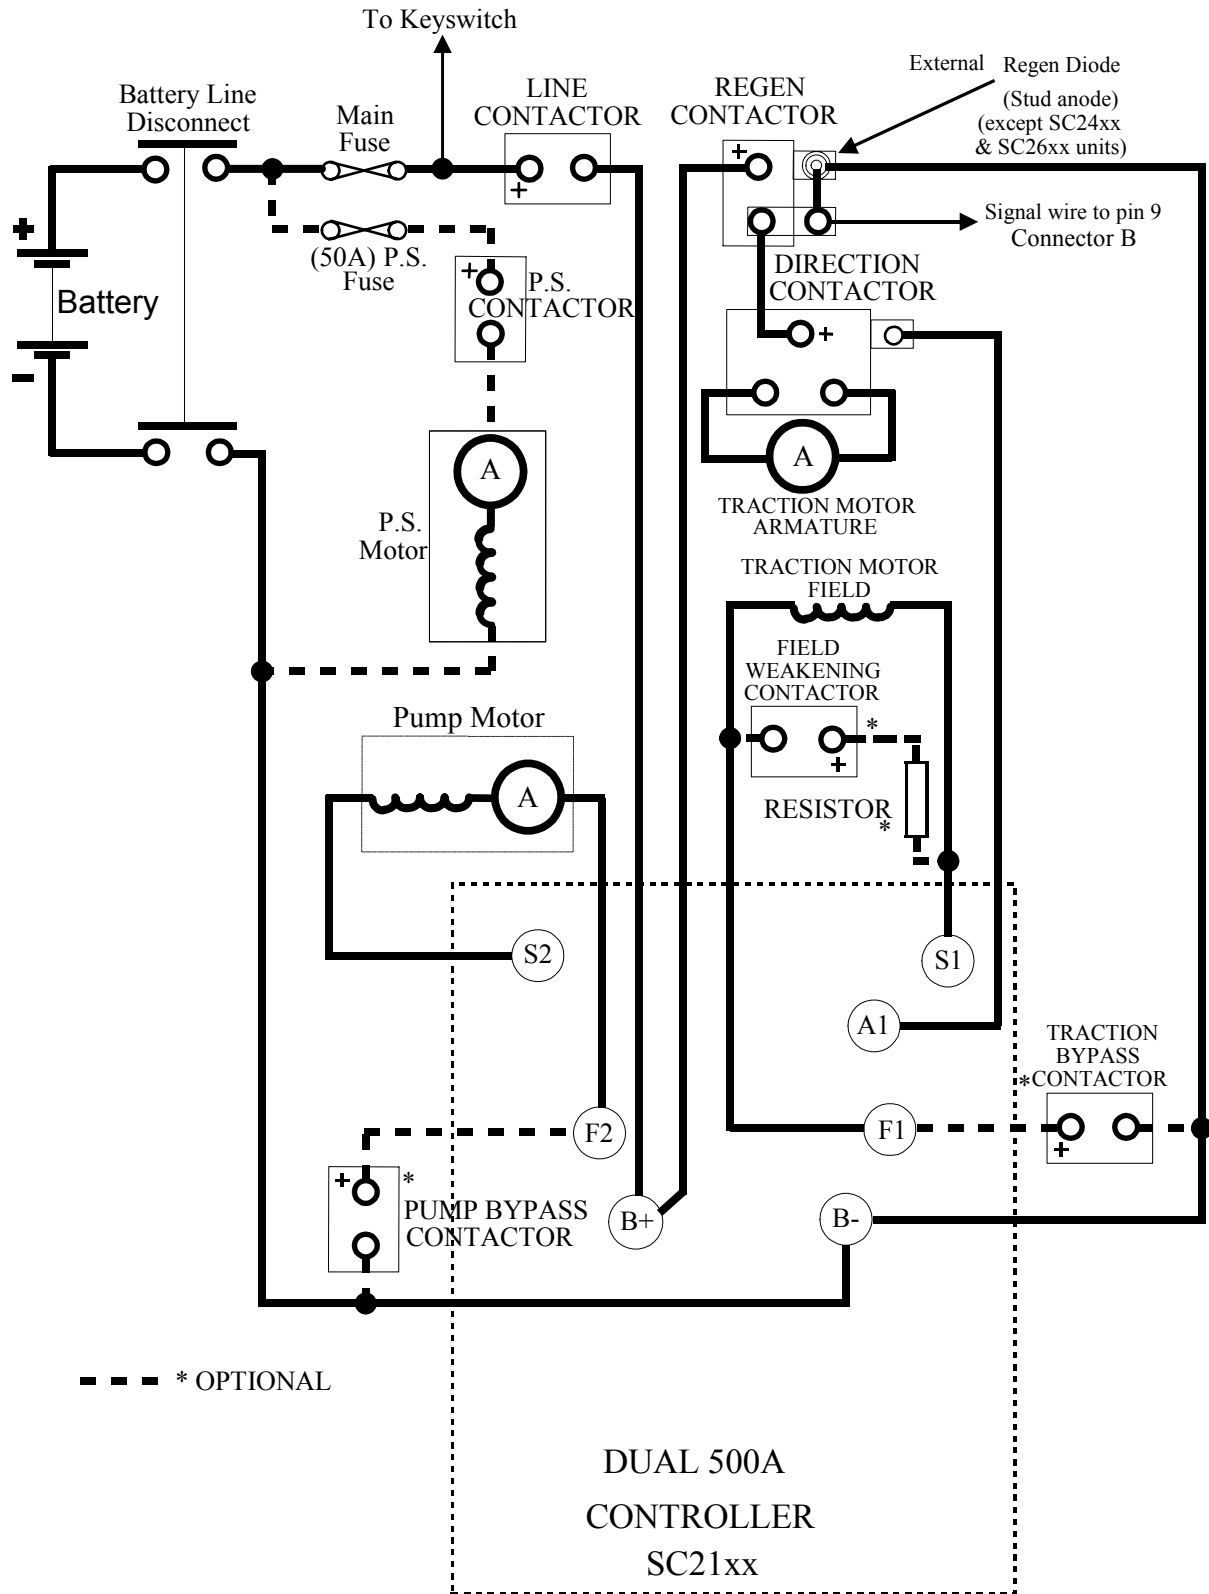 To Keyswitch
Battery Line
Disconnect
Main
Fuse
LINE
CONTACTOR
+
REGEN
CONTACTOR
+
External Regen Diode
(Stud anode)
(except SC24xx
& SC26xx units)
Signal wire to pin 9
Connector B
+
Battery
-
(50A) P.S.
Fuse
+
P.S.
CONTACTOR
DIRECTION
CONTACTOR
+
A
TRACTION MOTOR
ARMATURE
A
P.S.
Motor
TRACTION MOTOR
FIELD
FIELD
WEAKENING
CONTACTOR
*
+
RESISTOR
*
Pump Motor
A
S2
S1
A1
TRACTION
BYPASS
*CONTACTOR
+
F2
F1
+
*
PUMP BYPASS
CONTACTOR
B+
B-
* OPTIONAL
DUAL 500A
CONTROLLER
SC21xx